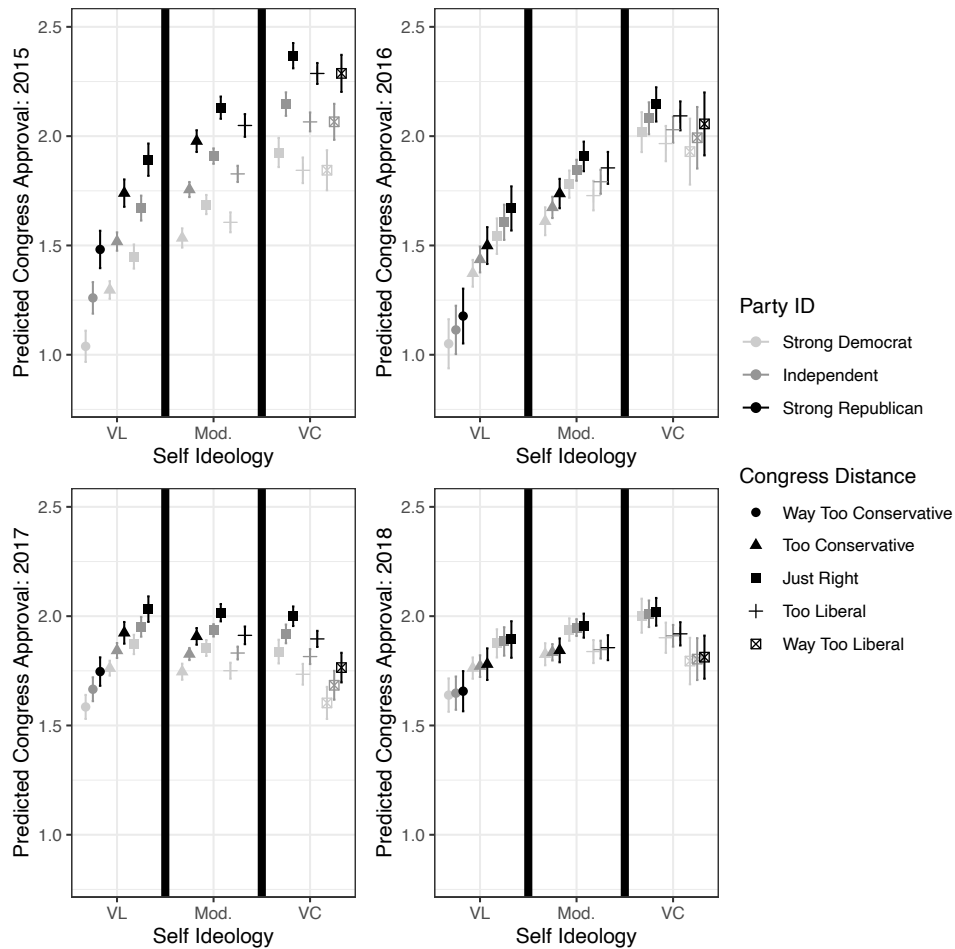 Predicted Congress Approval: 2015
2.5
2.0
1.5
1.0
VL
Mod.
VC
Self Ideology
Predicted Congress Approval: 2016
2.5
2.0
1.5
1.0
VL
Mod.
VC
Self Ideology
Predicted Congress Approval: 2017
2.5
2.0
1.5
1.0
VL
Mod.
VC
Self Ideology
Predicted Congress Approval: 2018
2.5
2.0
1.5
1.0
VL
Mod.
VC
Self Ideology
Party ID
Strong Democrat
Independent
Strong Republican
Congress Distance
Way Too Conservative
Too Conservative
Just Right
Too Liberal
Way Too Liberal